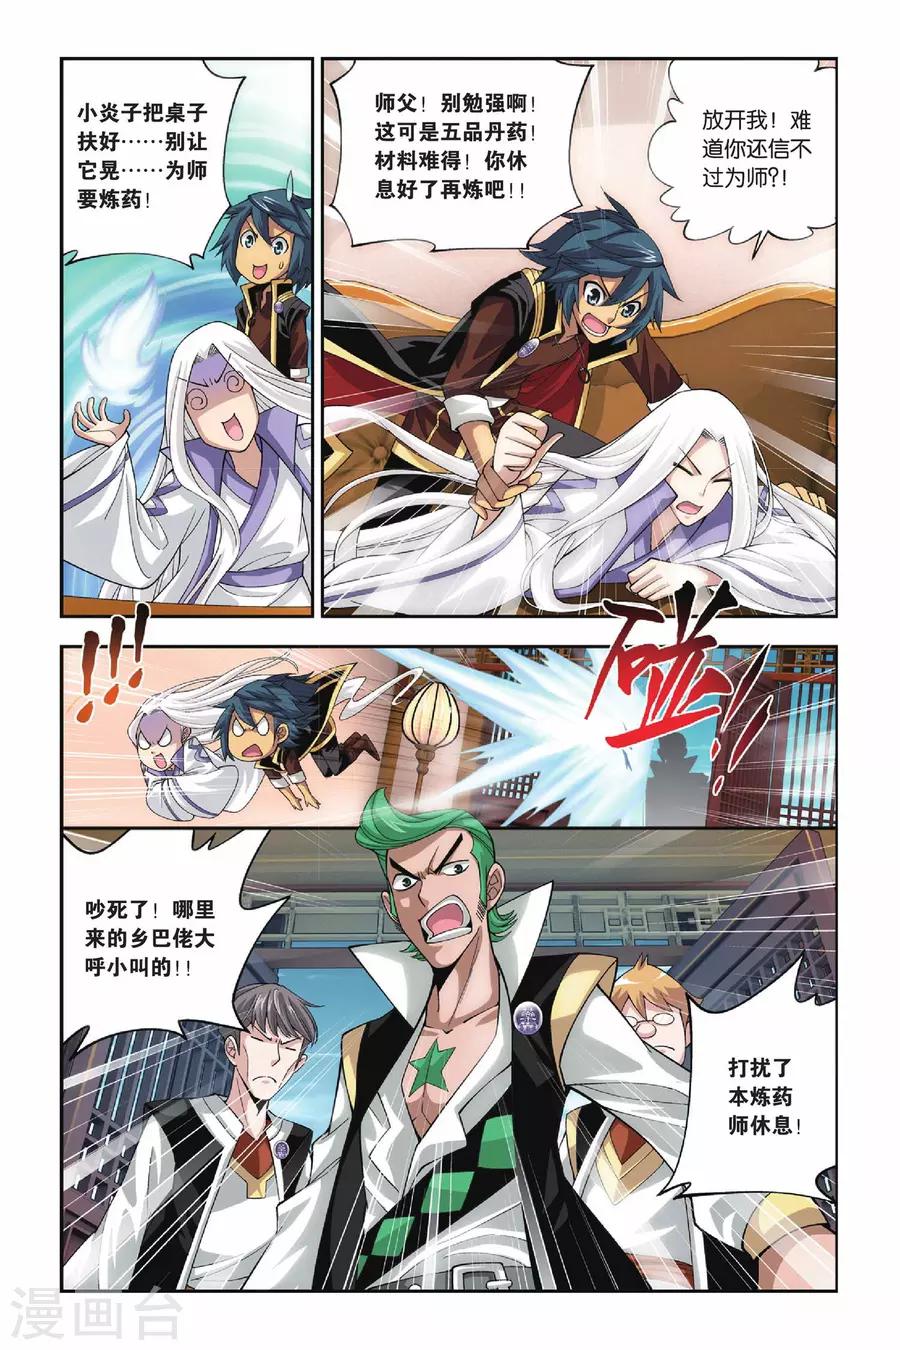 小炎子把桌子
扶好……别让
它晃……为师
要炼药!
师父!别勉强啊!
这可是五品丹药!
材料难得!你休
息好了再炼吧!!
放开我!难
道你还信不
过为师?!
!!!
碰!!
吵死了!哪里
来的乡巴佬大
呼小叫的!!
打扰了
本炼药
师休息!
漫画台